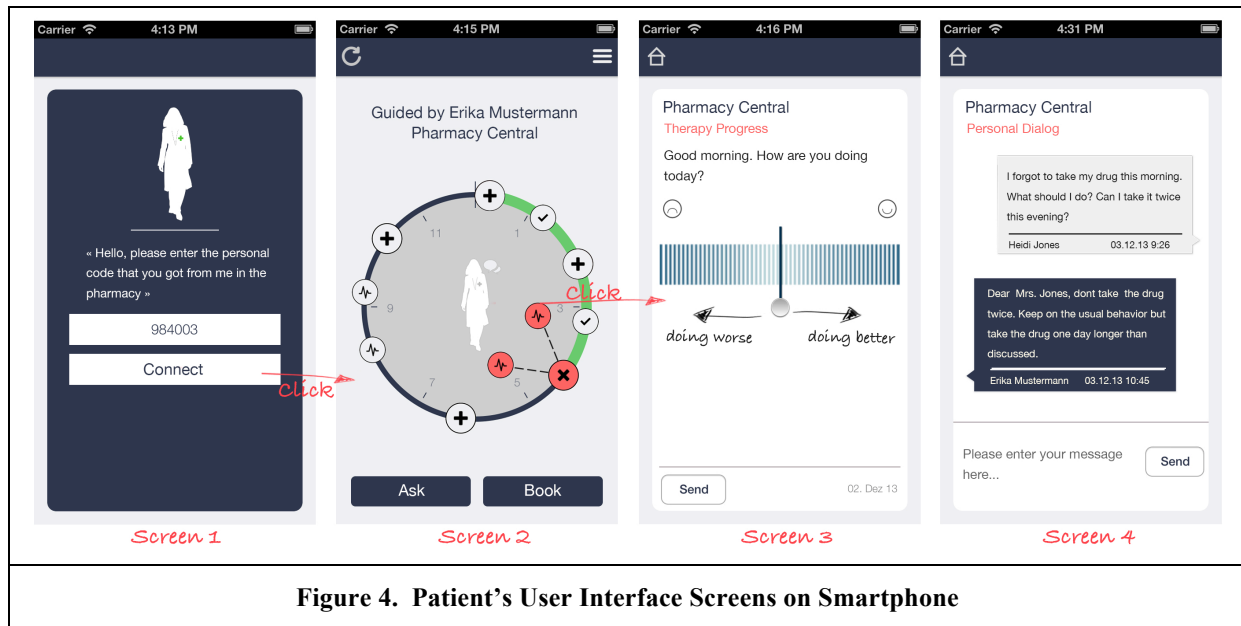 Carrier 4:13 PM
« Hello, please enter the personal
code that you got from me in the
pharmacy »
984003
Connect
Click
Screen 1
Carrier 4:15 PM
Guided by Erika Mustermann
Pharmacy Central
11
1
9
3
7
5
Click
Ask Book
Screen 2
Carrier 4:16 PM
Pharmacy Central
Therapy Progress
Good morning. How are you doing
today?
doing worse doing better
Send 02. Dez 13
Screen 3
Carrier 4:31 PM
Pharmacy Central
Personal Dialog
I forgot to take my drug this morning.
What should I do? Can I take it twice
this evening?
Heidi Jones 03.12.13 9:26
Dear Mrs. Jones, dont take the drug
twice. Keep on the usual behavior but
take the drug one day longer than
discussed.
Erika Mustermann 03.12.13 10:45
Please enter your message
here...
Send
Screen 4
Figure 4. Patient's User Interface Screens on Smartphone